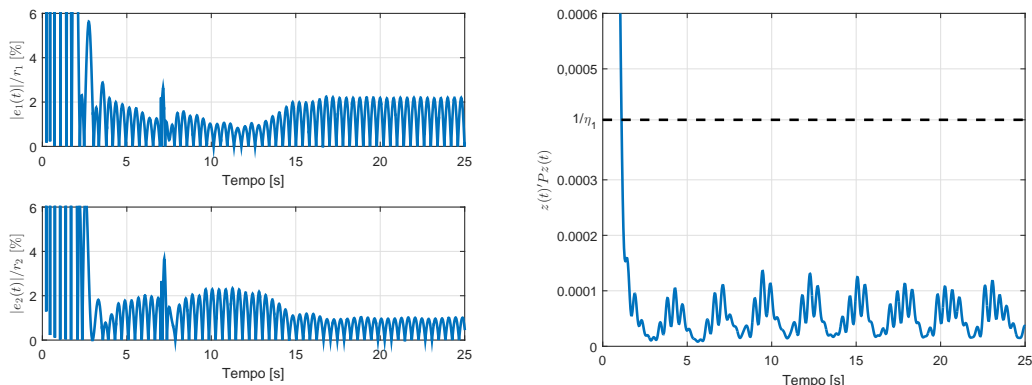 6
4
2
0
|e₁(t)|/r₁ [%]
0 5 10 15 20 25
Tempo [s]
6
4
2
0
|e₂(t)|/r₂ [%]
0 5 10 15 20 25
Tempo [s]
0.0006
0.0005
1/η₁
0.0003
0.0002
0.0001
0
z(t)′Pz(t)
0 5 10 15 20 25
Tempo [s]